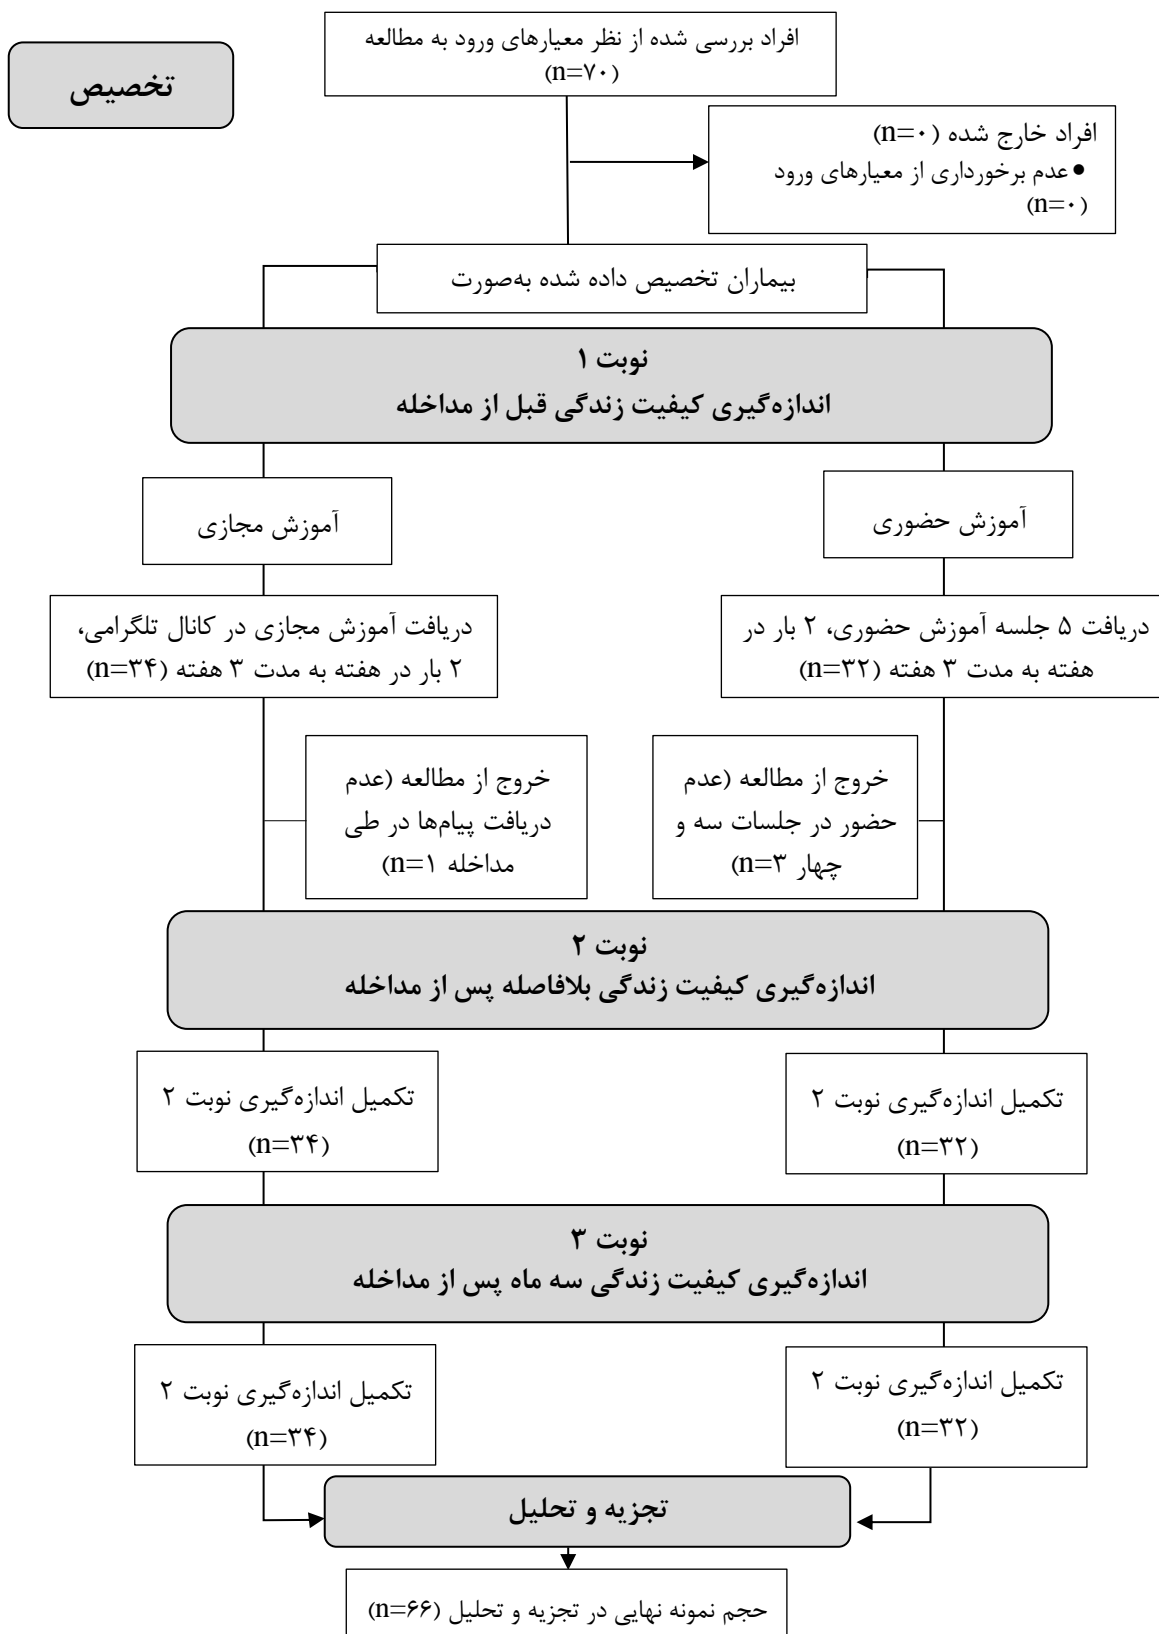 افراد بررسی شده از نظر معیارهای ورود به مطالعه
(n=۷۰)
تخصیص
افراد خارج شده (n=۰)
● عدم برخورداری از معیارهای ورود
(n=۰)
بیماران تخصیص داده شده به‌صورت
نوبت ۱
اندازه‌گیری کیفیت زندگی قبل از مداخله
آموزش حضوری
آموزش مجازی
دریافت ۵ جلسه آموزش حضوری، ۲ بار در
هفته به مدت ۳ هفته (n=۳۲)
دریافت آموزش مجازی در کانال تلگرامی،
۲ بار در هفته به مدت ۳ هفته (n=۳۴)
خروج از مطالعه (عدم
حضور در جلسات سه و
چهار n=۳)
خروج از مطالعه (عدم
دریافت پیام‌ها در طی
مداخله n=۱)
نوبت ۲
اندازه‌گیری کیفیت زندگی بلافاصله پس از مداخله
تکمیل اندازه‌گیری نوبت ۲
(n=۳۲)
تکمیل اندازه‌گیری نوبت ۲
(n=۳۴)
نوبت ۳
اندازه‌گیری کیفیت زندگی سه ماه پس از مداخله
تکمیل اندازه‌گیری نوبت ۲
(n=۳۲)
تکمیل اندازه‌گیری نوبت ۲
(n=۳۴)
تجزیه و تحلیل
حجم نمونه نهایی در تجزیه و تحلیل (n=۶۶)